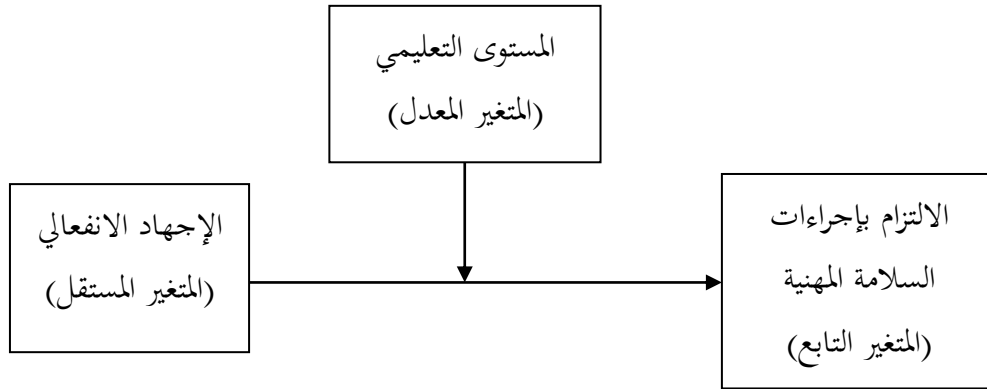 المستوى التعليمي
(المتغير المعدل)
الإجهاد الانفعالي
(المتغير المستقل)
الالتزام بإجراءات
السلامة المهنية
(المتغير التابع)